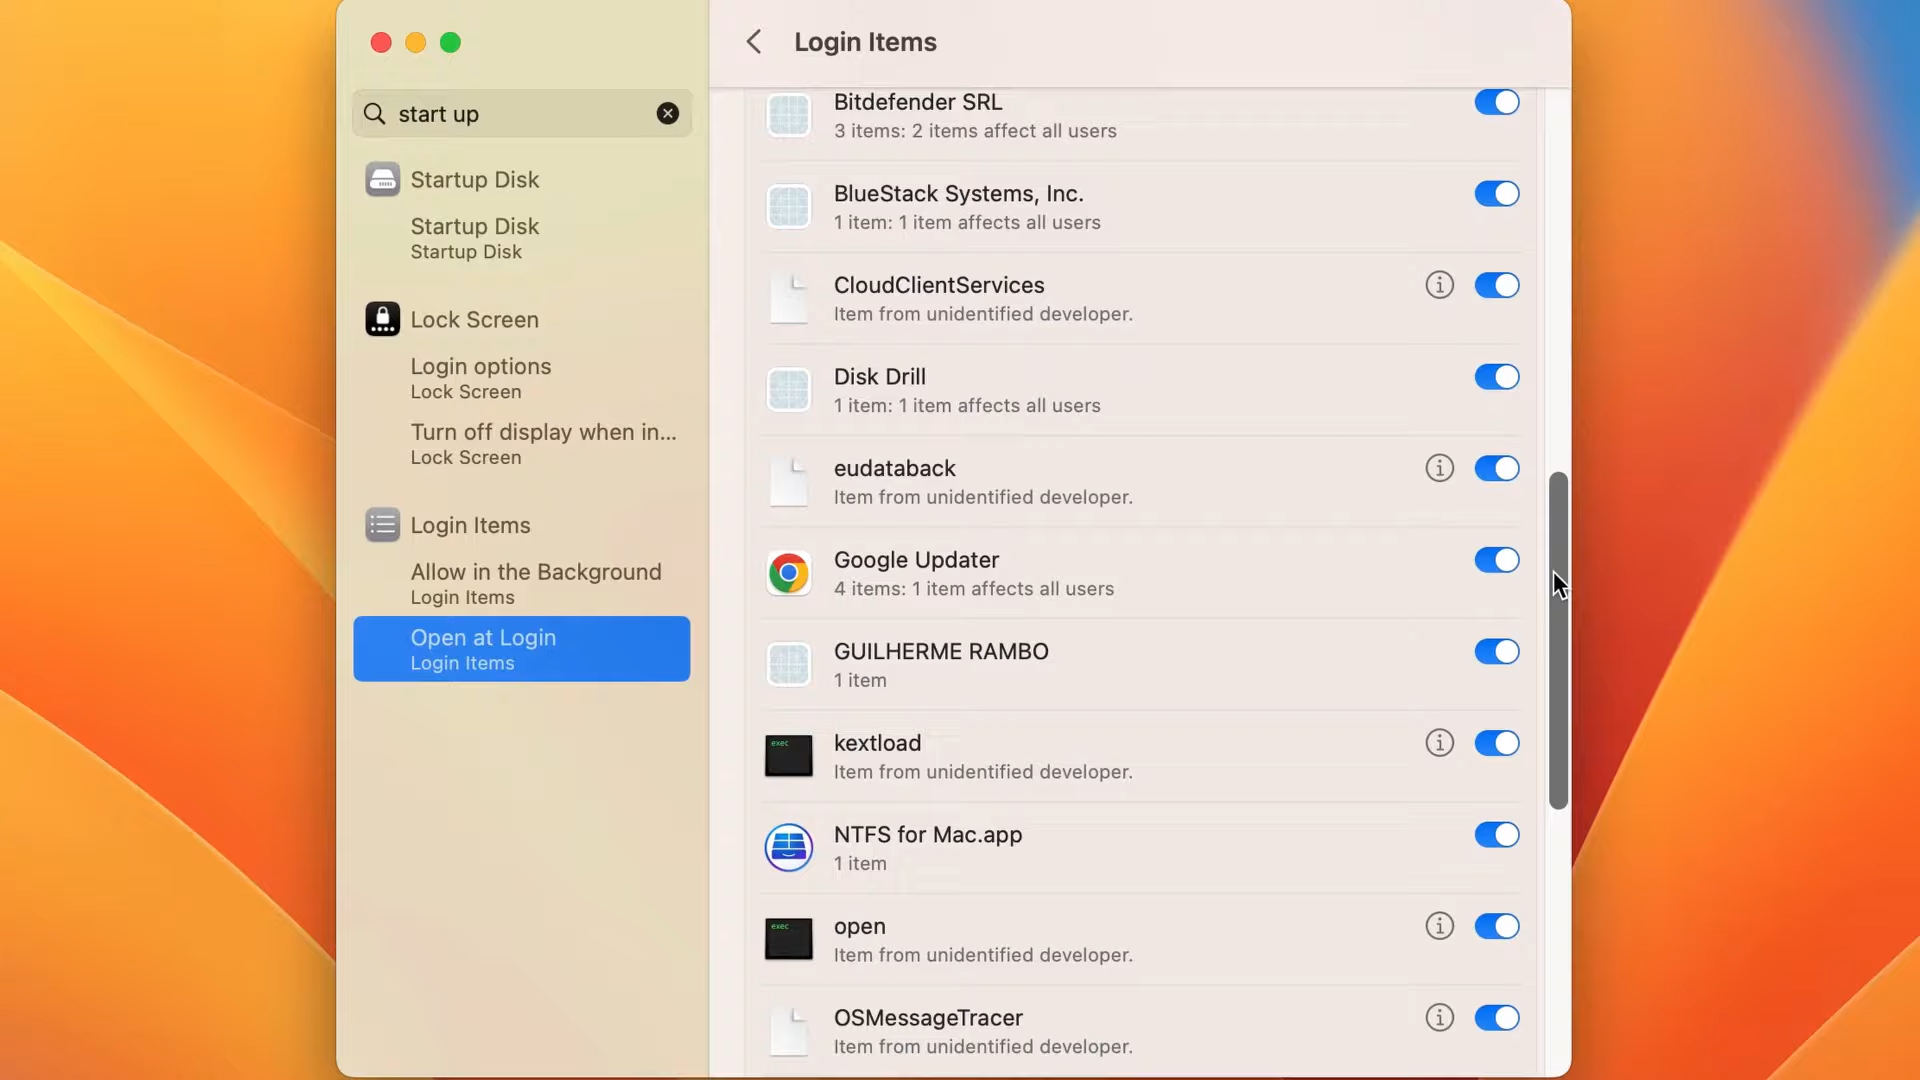 start up
Startup Disk
Startup Disk
Startup Disk
Lock Screen
Login options
Lock Screen
Turn off display when in...
Lock Screen
Login Items
Allow in the Background
Login Items
Open at Login
Login Items
Login Items
Bitdefender SRL
3 items: 2 items affect all users
BlueStack Systems, Inc.
1 item: 1 item affects all users
CloudClientServices
Item from unidentified developer.
Disk Drill
1 item: 1 item affects all users
eudataback
Item from unidentified developer.
Google Updater
4 items: 1 item affects all users
GUILHERME RAMBO
1 item
exec
kextload
Item from unidentified developer.
NTFS for Mac.app
1 item
exec
open
Item from unidentified developer.
OSMessageTracer
Item from unidentified developer.